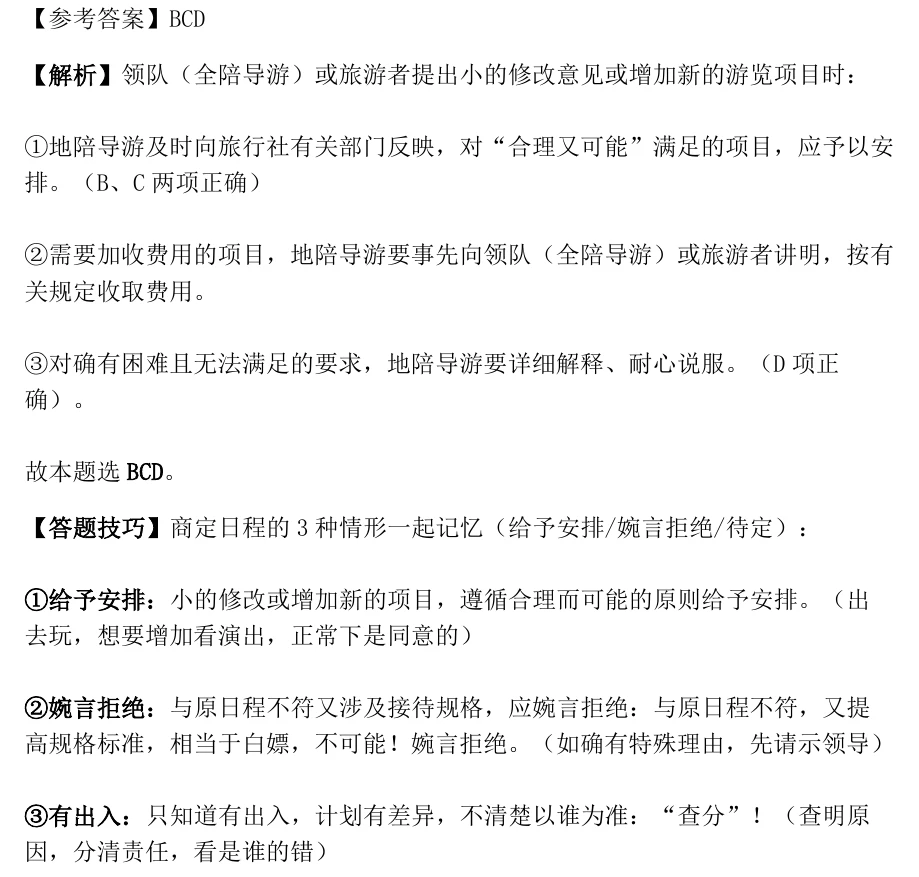 【参考答案】BCD
【解析】领队（全陪导游）或旅游者提出小的修改意见或增加新的游览项目时：
①地陪导游及时向旅行社有关部门反映，对“合理又可能”满足的项目，应予以安
排。（B、C 两项正确）
②需要加收费用的项目，地陪导游要事先向领队（全陪导游）或旅游者讲明，按有
关规定收取费用。
③对确有困难且无法满足的要求，地陪导游要详细解释、耐心说服。（D 项正
确）。
故本题选 BCD。
【答题技巧】商定日程的 3 种情形一起记忆（给予安排/婉言拒绝/待定）：
①给予安排：小的修改或增加新的项目，遵循合理而可能的原则给予安排。（出
去玩，想要增加看演出，正常下是同意的）
②婉言拒绝：与原日程不符又涉及接待规格，应婉言拒绝：与原日程不符，又提
高规格标准，相当于白嫖，不可能！婉言拒绝。（如确有特殊理由，先请示领导）
③有出入：只知道有出入，计划有差异，不清楚以谁为准：“查分”！（查明原
因，分清责任，看是谁的错）